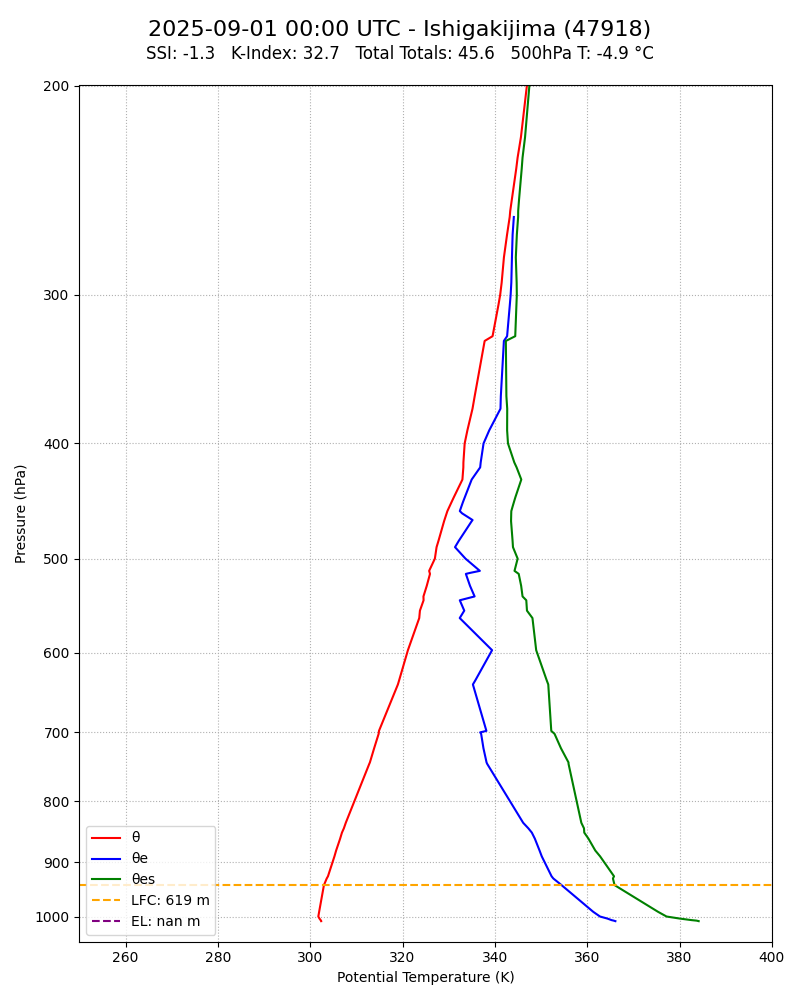 2025-09-01 00:00 UTC - Ishigakijima (47918)
SSI: -1.3   K-Index: 32.7   Total Totals: 45.6   500hPa T: -4.9 °C
200
300
400
500
600
700
800
900
1000
Pressure (hPa)
θ
θe
θes
LFC: 619 m
EL: nan m
260
280
300
320
340
360
380
400
Potential Temperature (K)